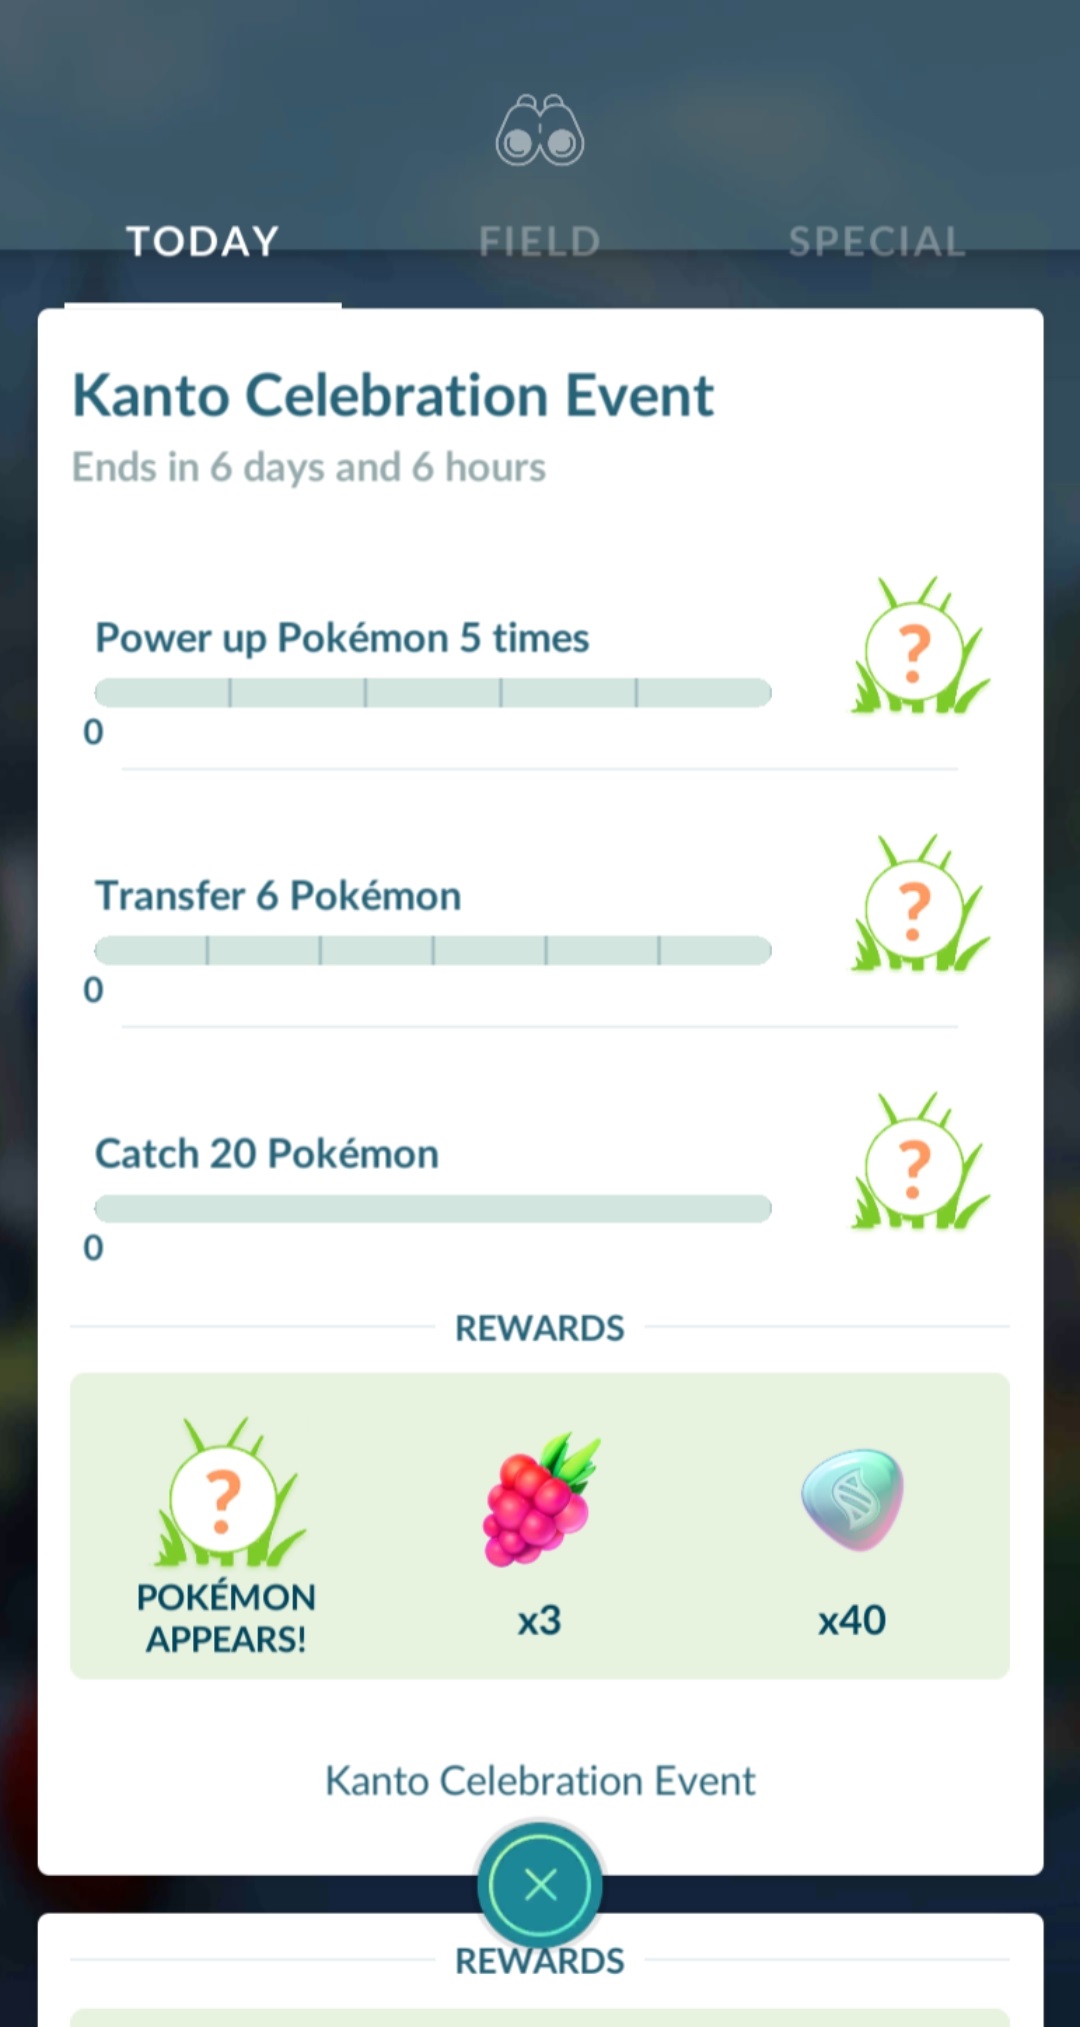 TODAY
FIELD
SPECIAL
Kanto Celebration Event
Ends in 6 days and 6 hours
Power up Pokémon 5 times
?
0
Transfer 6 Pokémon
?
0
Catch 20 Pokémon
?
0
REWARDS
?
POKÉMON
APPEARS!
x3
x40
Kanto Celebration Event
REWARDS